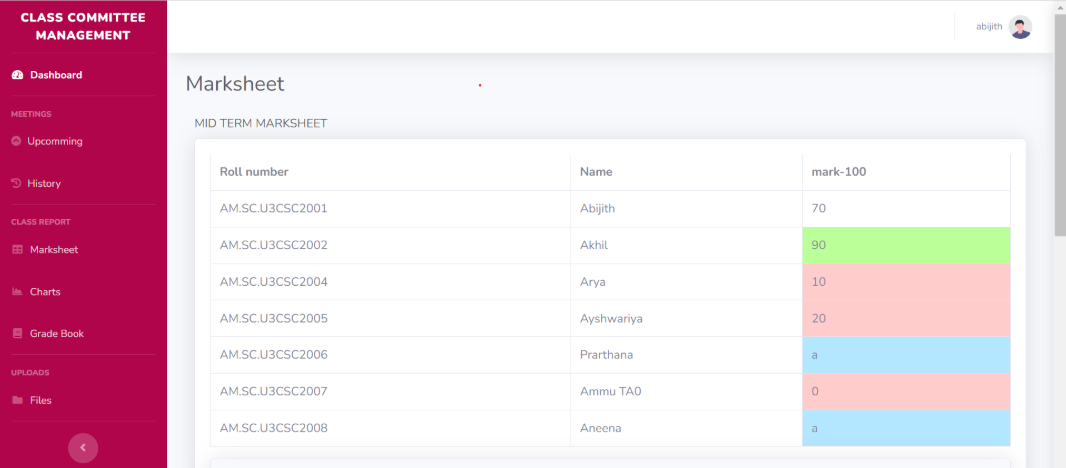 CLASS COMMITTEE
MANAGEMENT
abijith
Dashboard
MEETINGS
Upcomming
History
CLASS REPORT
Marksheet
Charts
Grade Book
UPLOADS
Files
Marksheet
MID TERM MARKSHEET
Roll number Name mark-100
AM.SC.U3CSC2001 Abijith 70
AM.SC.U3CSC2002 Akhil 90
AM.SC.U3CSC2004 Arya 10
AM.SC.U3CSC2005 Ayshwariya 20
AM.SC.U3CSC2006 Prarthana a
AM.SC.U3CSC2007 Ammu TA0 0
AM.SC.U3CSC2008 Aneena a